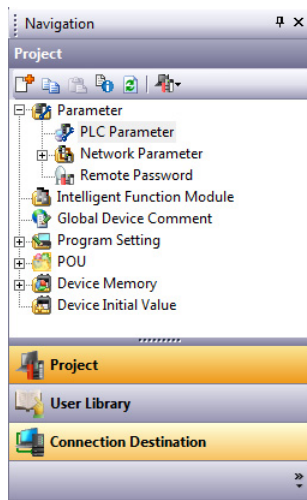 Navigation
Project
Parameter
PLC Parameter
Network Parameter
Remote Password
Intelligent Function Module
Global Device Comment
Program Setting
POU
Device Memory
Device Initial Value
Project
User Library
Connection Destination